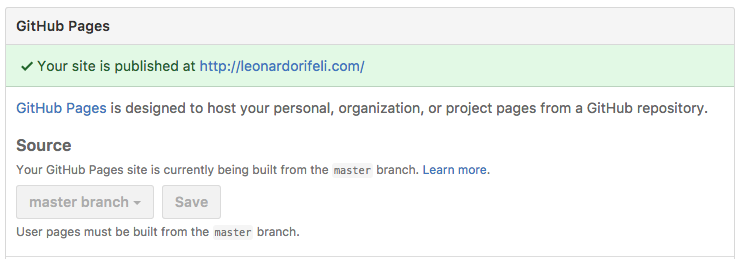 GitHub Pages
✓ Your site is published at http://leonardorifeli.com/
GitHub Pages is designed to host your personal, organization, or project pages from a GitHub repository.
Source
Your GitHub Pages site is currently being built from the master branch. Learn more.
master branch Save
User pages must be built from the master branch.